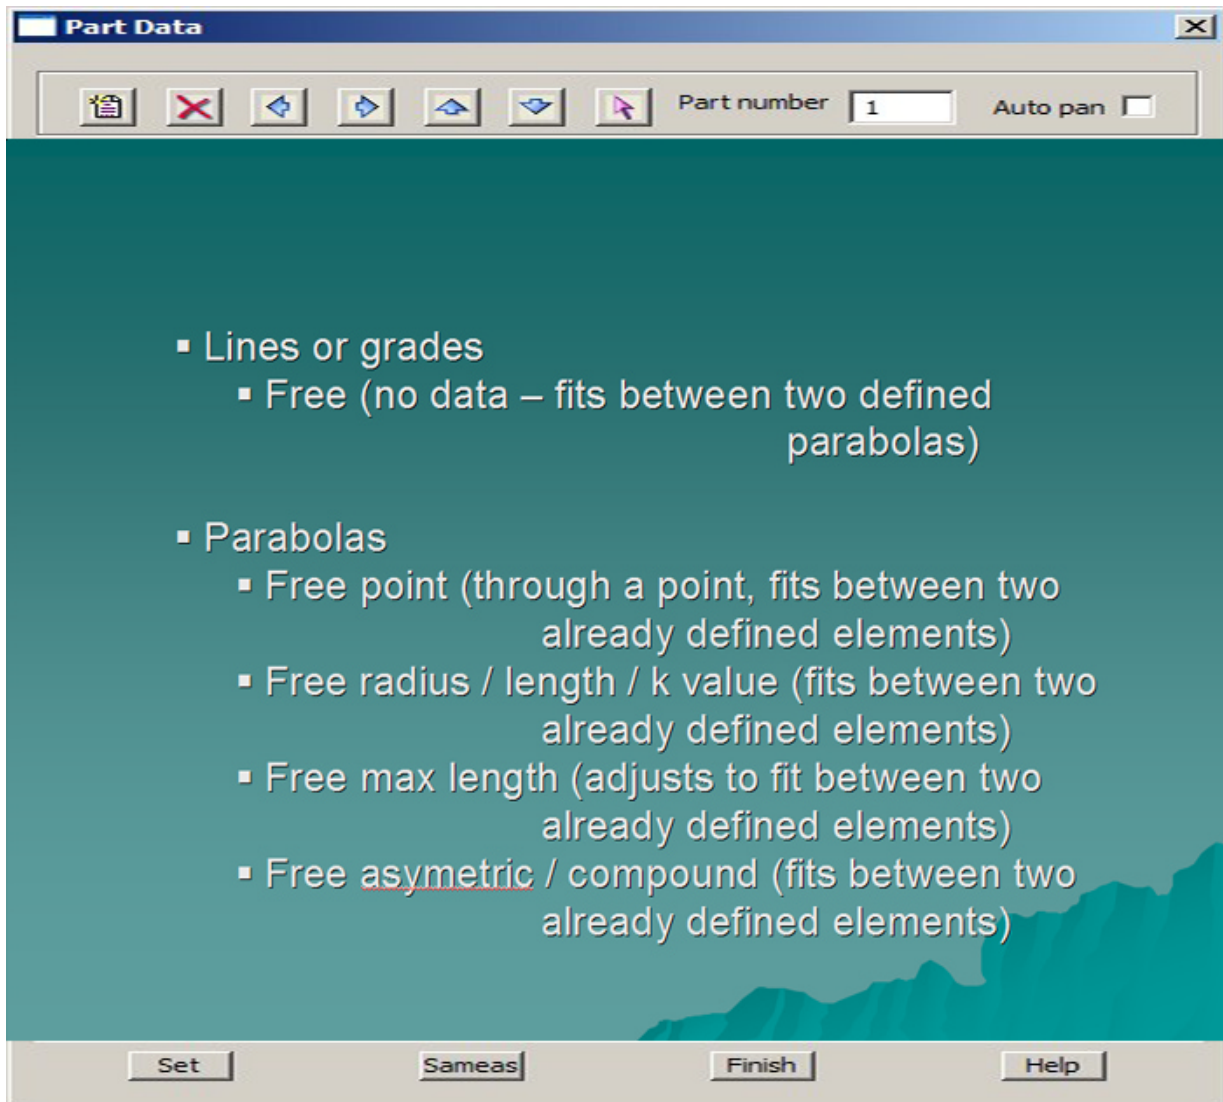 Part Data
Part number 1 Auto pan
▪ Lines or grades
▪ Free (no data – fits between two defined
parabolas)
▪ Parabolas
▪ Free point (through a point, fits between two
already defined elements)
▪ Free radius / length / k value (fits between two
already defined elements)
▪ Free max length (adjusts to fit between two
already defined elements)
▪ Free asymetric / compound (fits between two
already defined elements)
Set Sameas Finish Help